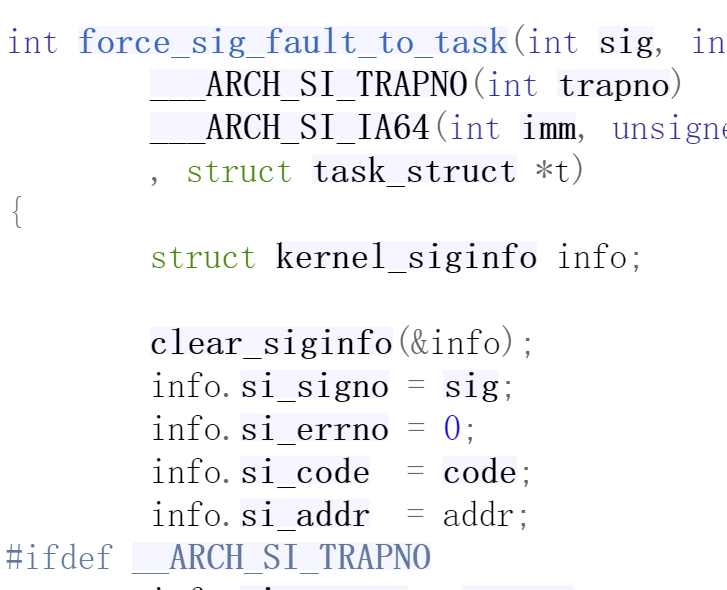 int force_sig_fault_to_task(int sig, in
___ARCH_SI_TRAPNO(int trapno)
___ARCH_SI_IA64(int imm, unsigne
, struct task_struct *t)
{
struct kernel_siginfo info;
clear_siginfo(&info);
info.si_signo = sig;
info.si_errno = 0;
info.si_code = code;
info.si_addr = addr;
#ifdef __ARCH_SI_TRAPNO